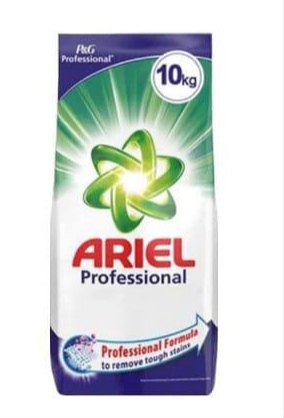 P&G
Professional
10kg
ARIEL
Professional
Professional Formula
to remove tough stains